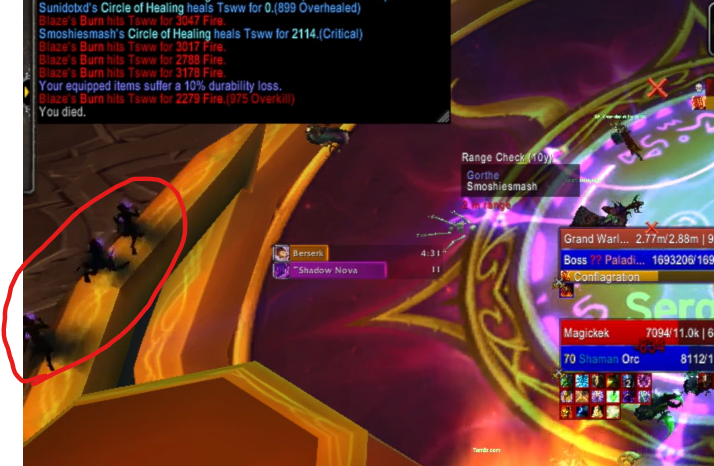 Sunidotxd's Circle of Healing heals Tsww for 0.(899 Overhealed)
Blaze's Burn hits Tsww for 3047 Fire.
Smoshiesmash's Circle of Healing heals Tsww for 2114.(Critical)
Blaze's Burn hits Tsww for 3017 Fire.
Blaze's Burn hits Tsww for 2788 Fire.
Blaze's Burn hits Tsww for 3178 Fire.
Your equipped items suffer a 10% durability loss.
Blaze's Burn hits Tsww for 2279 Fire.(975 Overkill)
You died.
Range Check (10y)
Gorthe
Smoshiesmash
range
Berserk 4:31
~Shadow Nova 11
Grand Warl... 2.77m/2.88m | 9
Boss ?? Paladi... 1693206/169
Conflagration
Magickek 7094/11.0k | 6
70 Shaman Orc 8112/1